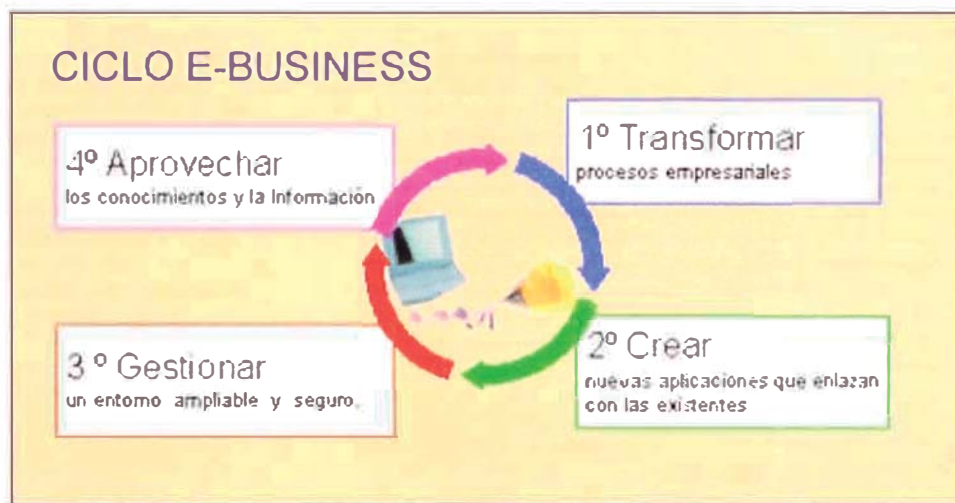 CICLO E-BUSINESS
1º Transformar
procesos empresariales
2º Crear
nuevas aplicaciones que enlazan
con las existentes
3 º Gestionar
un entorno ampliable y seguro.
4º Aprovechar
los conocimientos y la Información